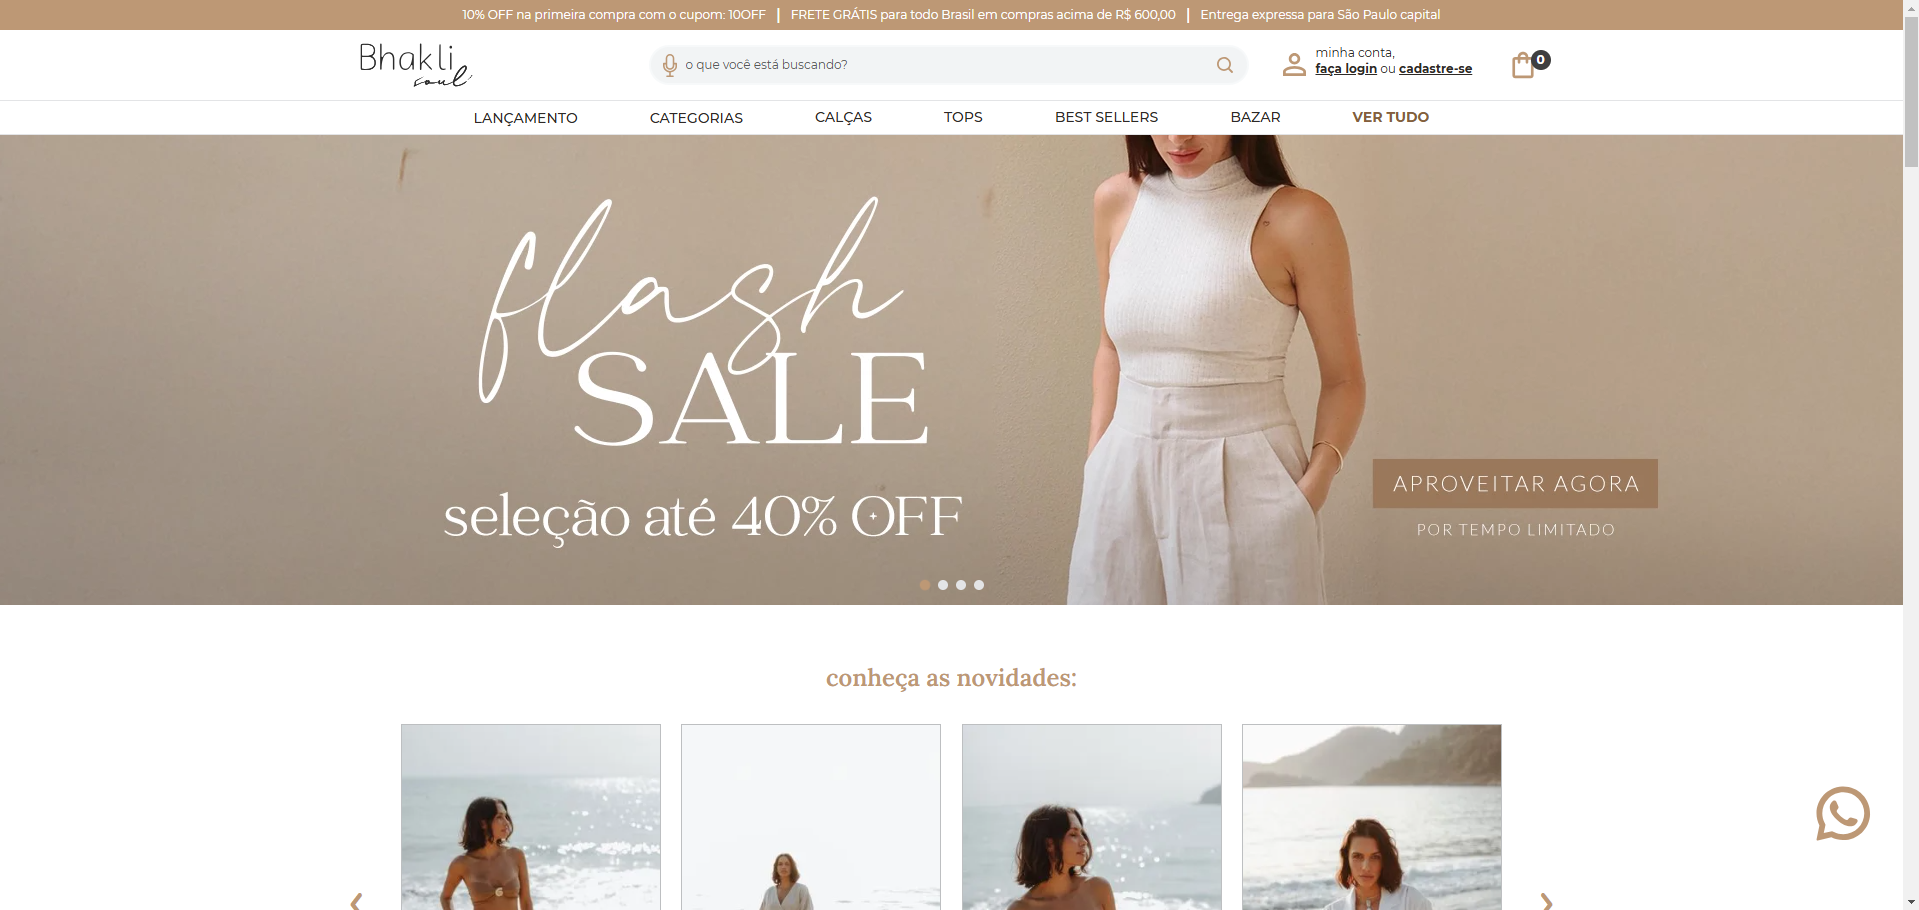 10% OFF na primeira compra com o cupom: 10OFF | FRETE GRÁTIS para todo Brasil em compras acima de R$ 600,00 | Entrega expressa para São Paulo capital
Bhakli
soul
o que você está buscando?
minha conta,
faça login ou cadastre-se
0
LANÇAMENTO CATEGORIAS CALÇAS TOPS BEST SELLERS BAZAR VER TUDO
flash
SALE
seleção até 40% OFF
APROVEITAR AGORA
POR TEMPO LIMITADO
conheça as novidades: